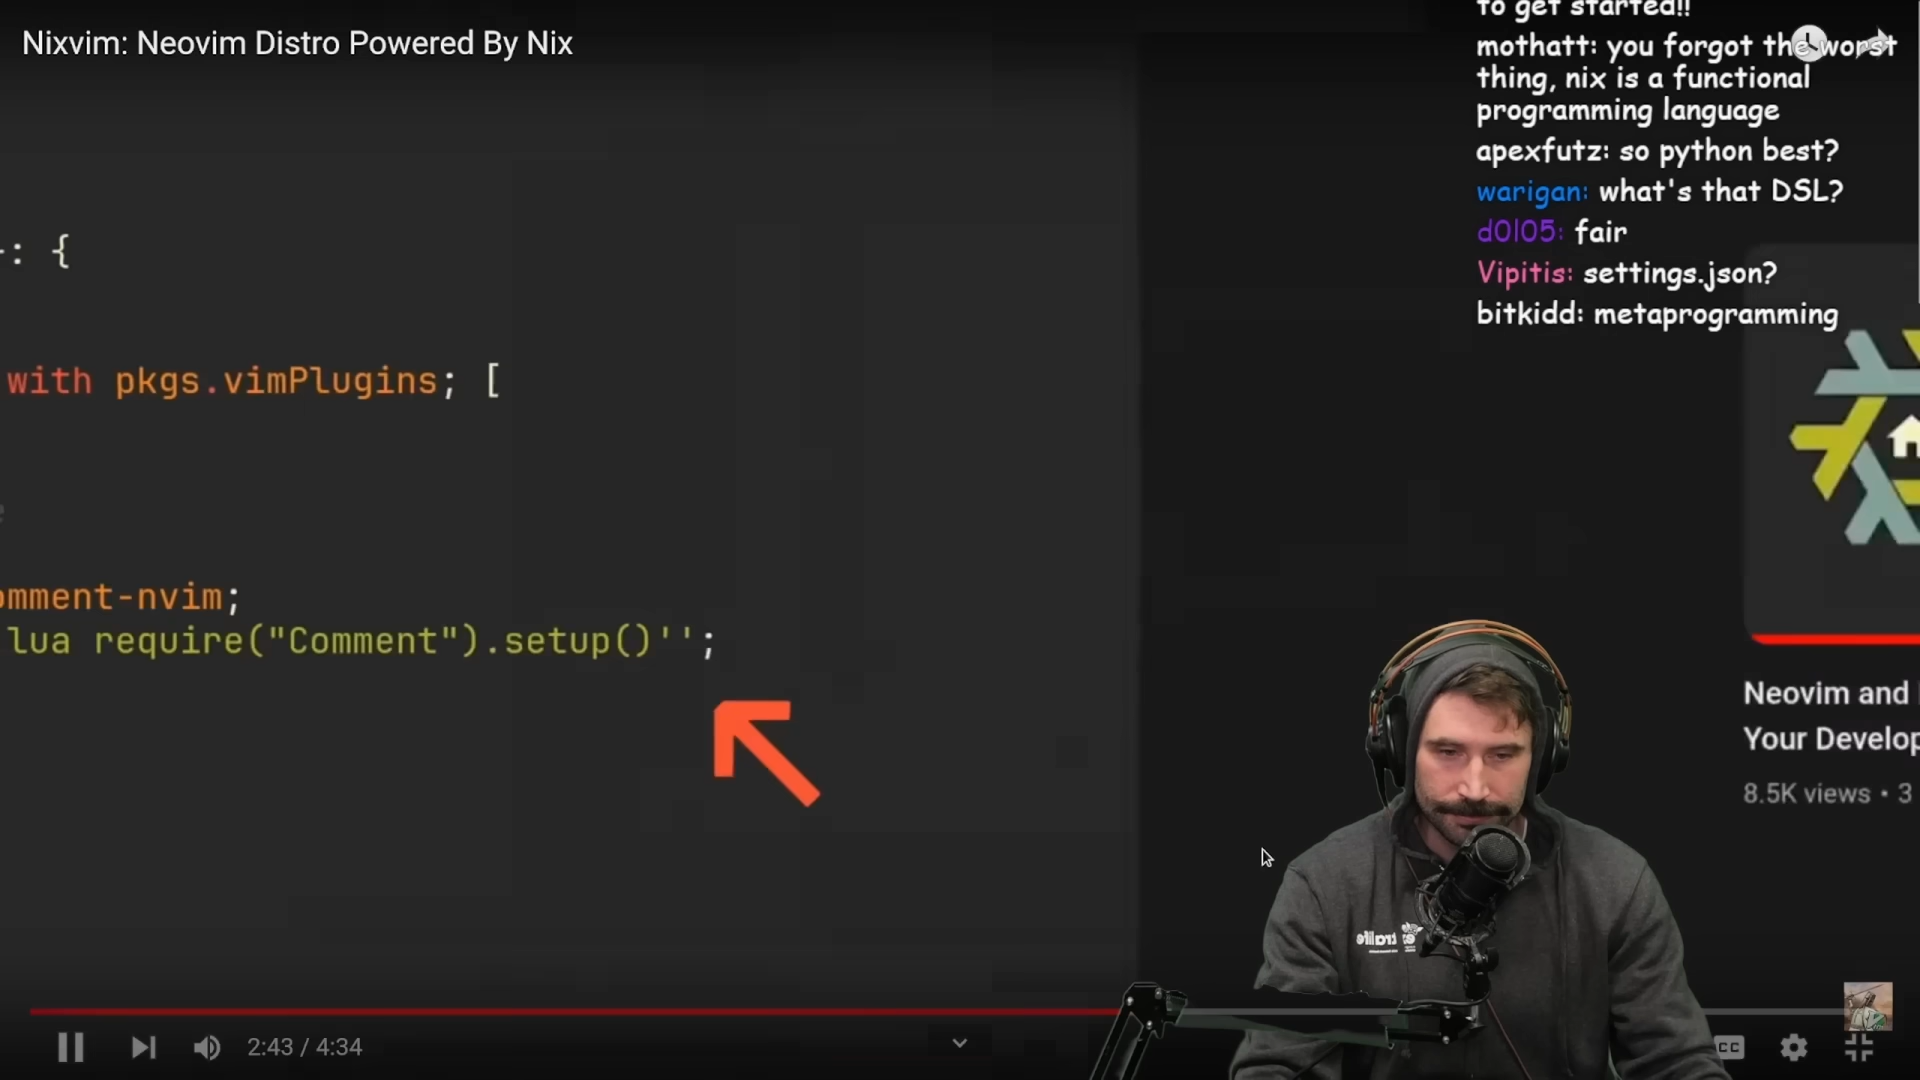 Nixvim: Neovim Distro Powered By Nix
to get started!!
mothatt: you forgot the worst
thing, nix is a functional
programming language
apexfutz: so python best?
warigan: what's that DSL?
d0l05: fair
Vipitis: settings.json?
bitkidd: metaprogramming
: {
with pkgs.vimPlugins; [
omment-nvim;
lua require("Comment").setup()'';
Neovim and
Your Develop
8.5K views • 3
2:43 / 4:34
CC